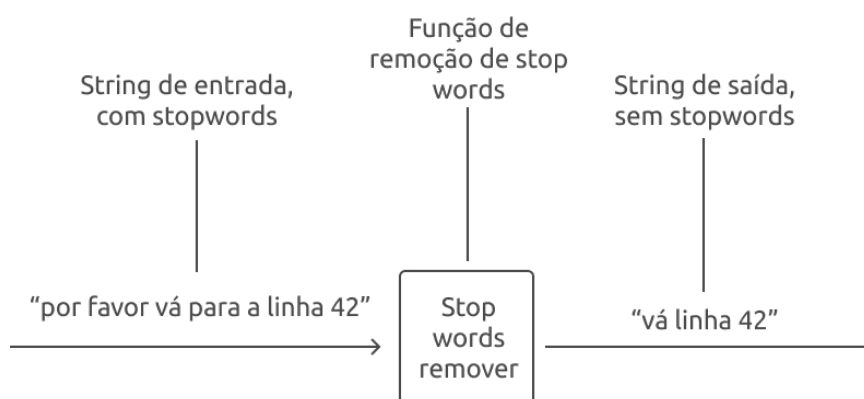 Função de
remoção de stop
words
String de entrada,
com stopwords
String de saída,
sem stopwords
“por favor vá para a linha 42”
Stop
words
remover
“vá linha 42”